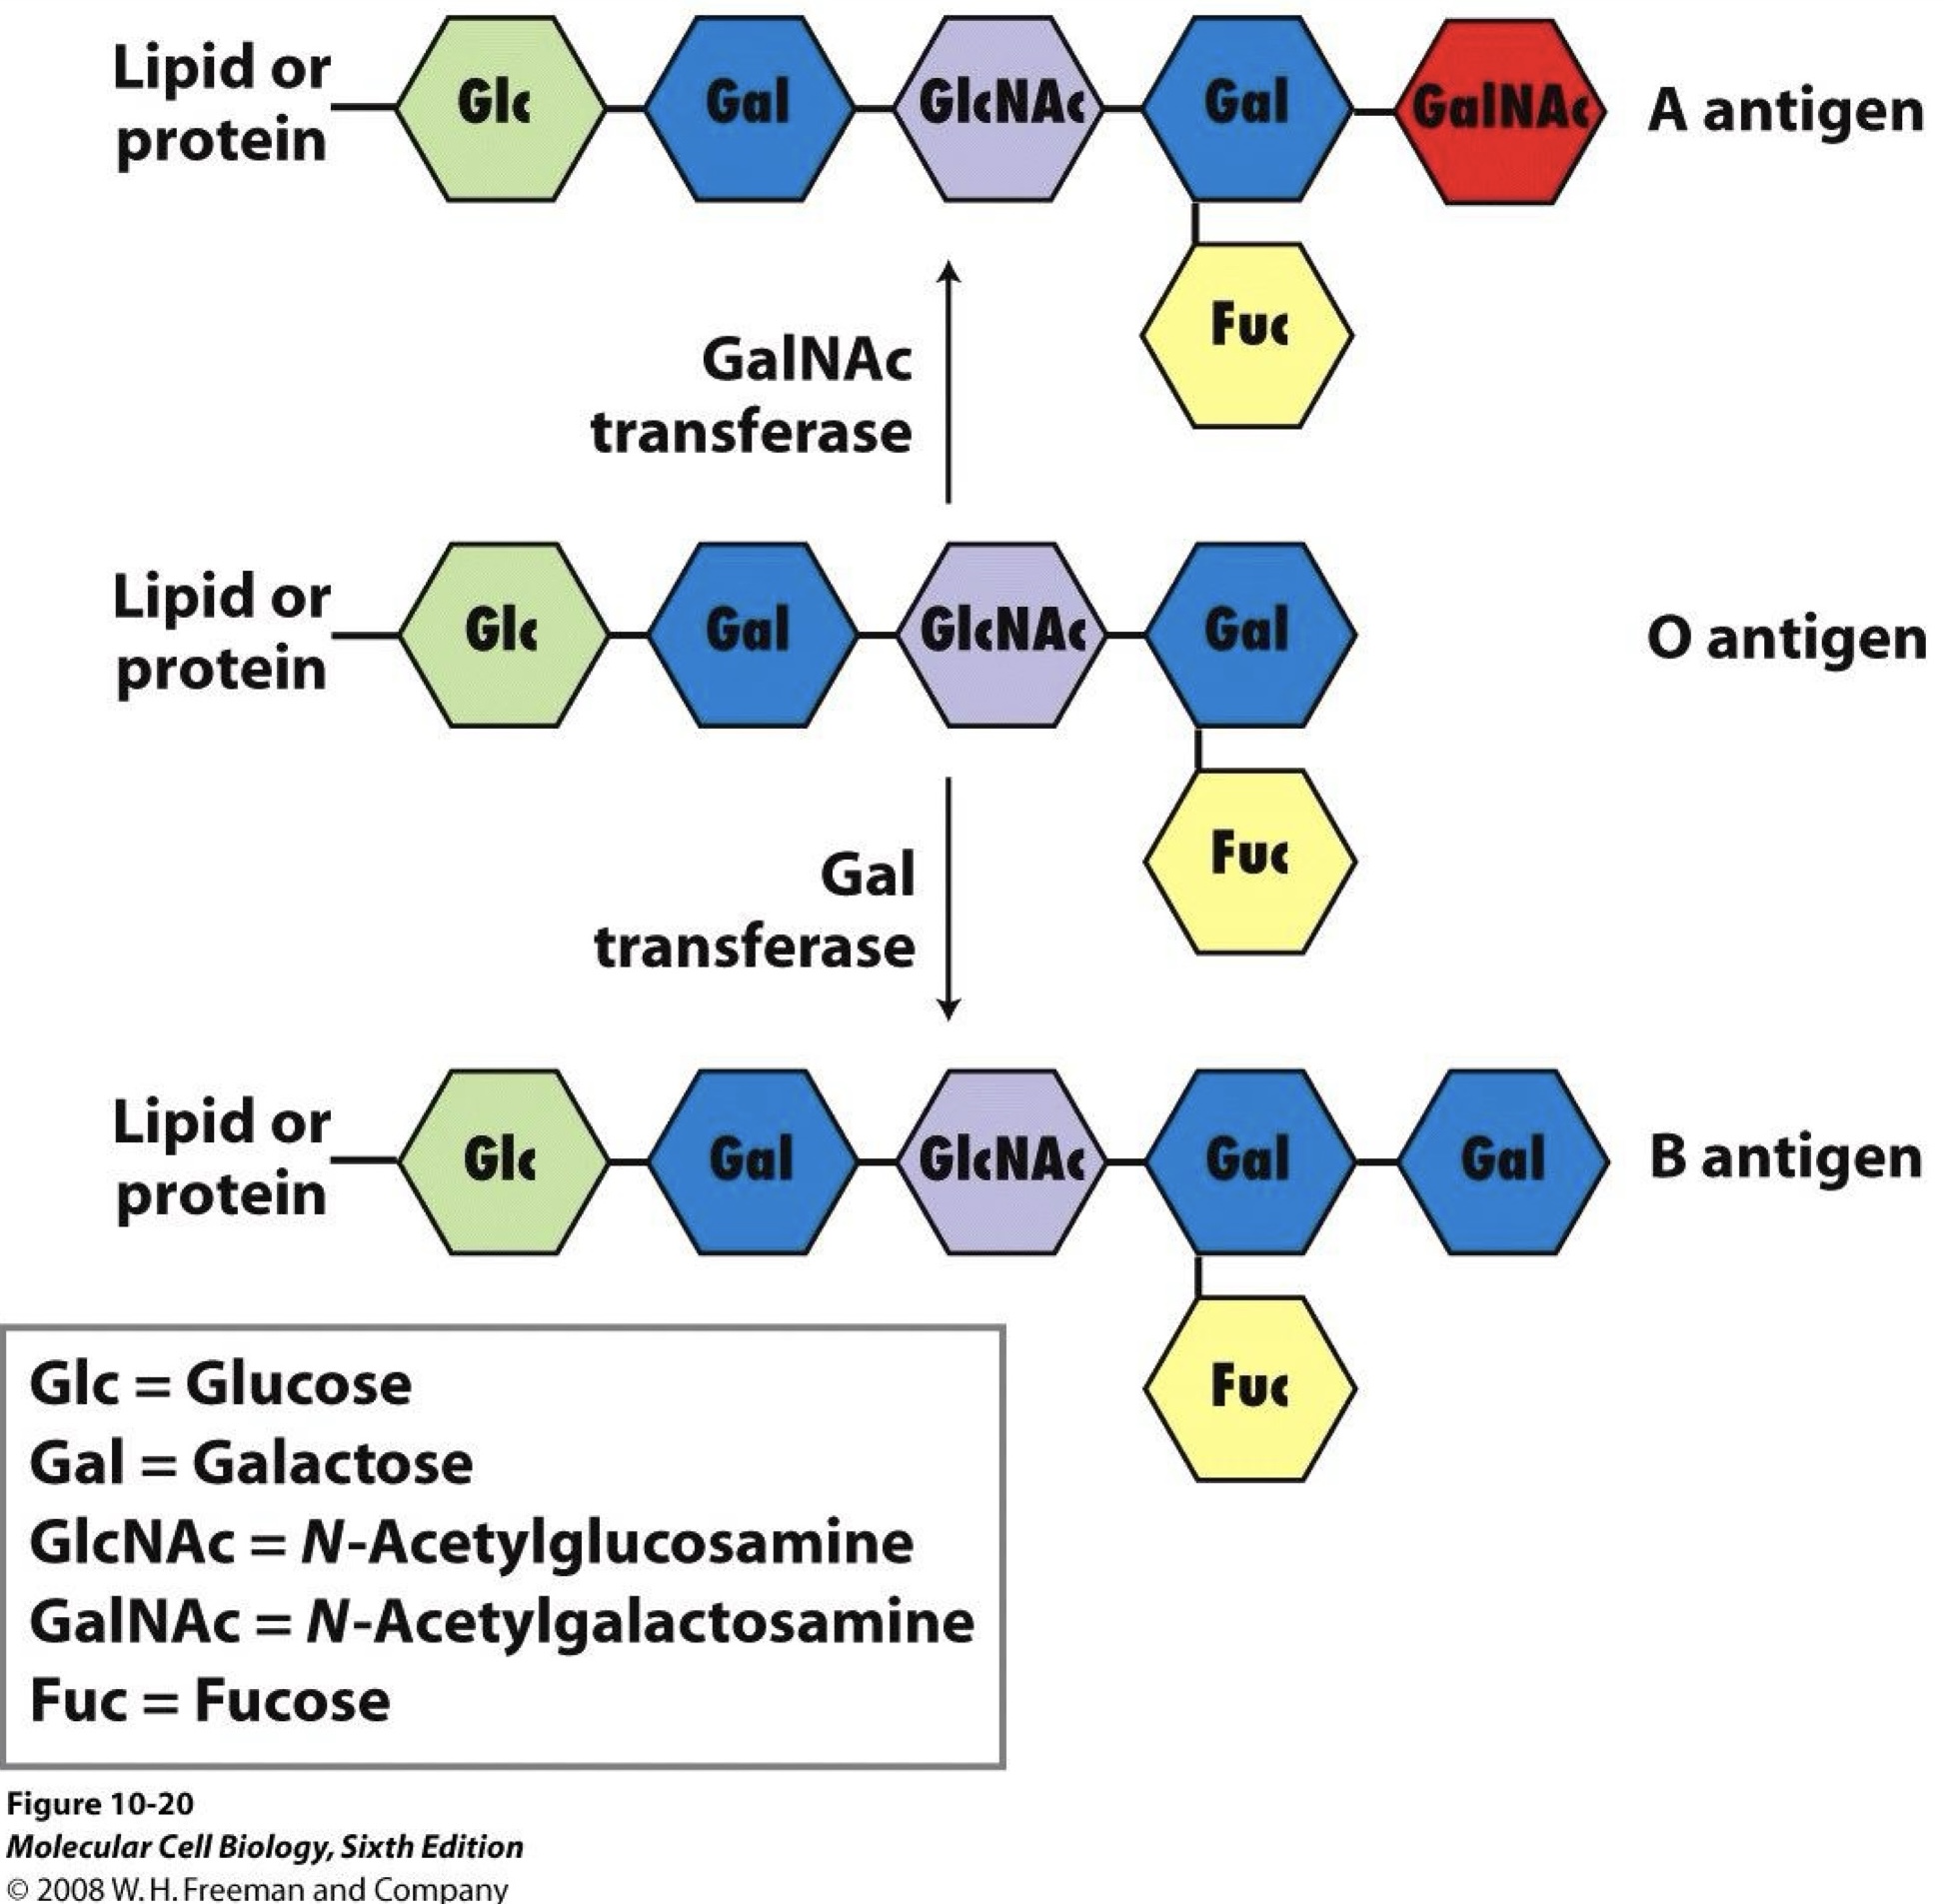 Lipid or
protein
Glc
Gal
GlcNAc
Gal
GalNAc
A antigen
Fuc
GalNAc
transferase
Lipid or
protein
Glc
Gal
GlcNAc
Gal
O antigen
Fuc
Gal
transferase
Lipid or
protein
Glc
Gal
GlcNAc
Gal
Gal
B antigen
Fuc
Glc = Glucose
Gal = Galactose
GlcNAc = N-Acetylglucosamine
GalNAc = N-Acetylgalactosamine
Fuc = Fucose
Figure 10-20
Molecular Cell Biology, Sixth Edition
© 2008 W. H. Freeman and Company